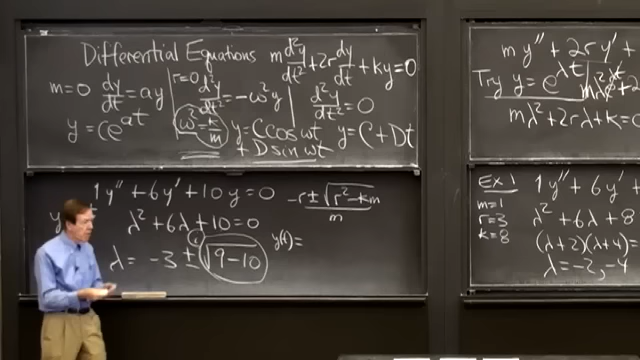 Differential Equations m d²y/dt² + 2r dy/dt + ky = 0
m=0 dy/dt = ay
y = Ce^at
r=0 d²y/dt² = -ω²y
ω² = k/m y = C cos ωt
+ D sin ωt
d²y/dt² = 0
y = C + Dt
1y" + 6y' + 10y = 0
λ² + 6λ + 10 = 0
λ = -3 ± √9-10
-r ± √r²-km / m
y(t) =
my" + 2ry' +
Try y = e^λt
mλ² + 2rλ + k = 0
Ex 1 1y" + 6y' +
m=1
r=3
k=8
λ² + 6λ + 8
(λ+2)(λ+4) =
λ = -2, -4